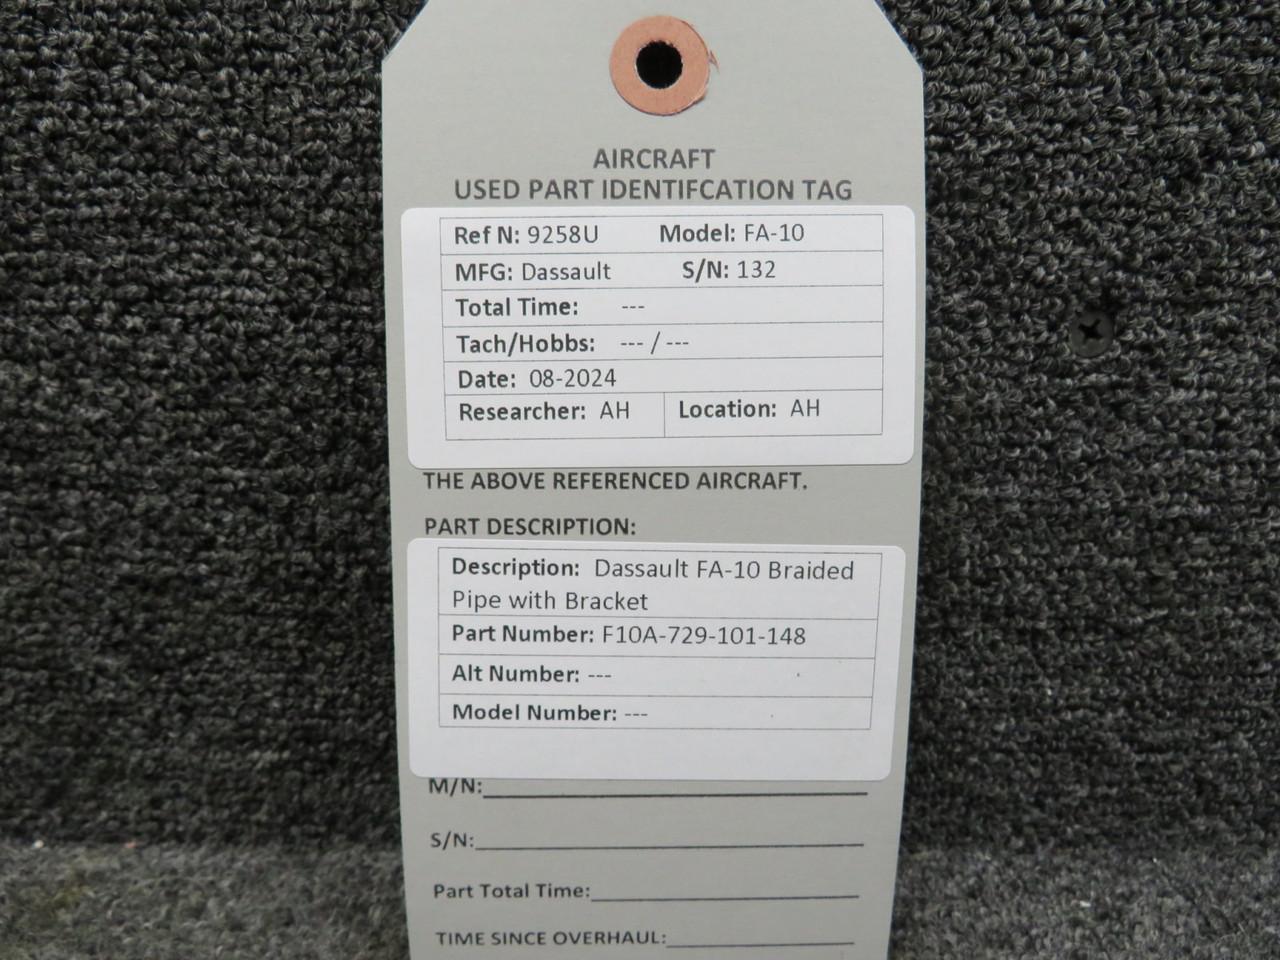 AIRCRAFT
USED PART IDENTIFCATION TAG
Ref N: 9258U Model: FA-10
MFG: Dassault S/N: 132
Total Time: ---
Tach/Hobbs: --- / ---
Date: 08-2024
Researcher: AH Location: AH
THE ABOVE REFERENCED AIRCRAFT.
PART DESCRIPTION:
Description: Dassault FA-10 Braided
Pipe with Bracket
Part Number: F10A-729-101-148
Alt Number: ---
Model Number: ---
M/N:
S/N:
Part Total Time:
TIME SINCE OVERHAUL: